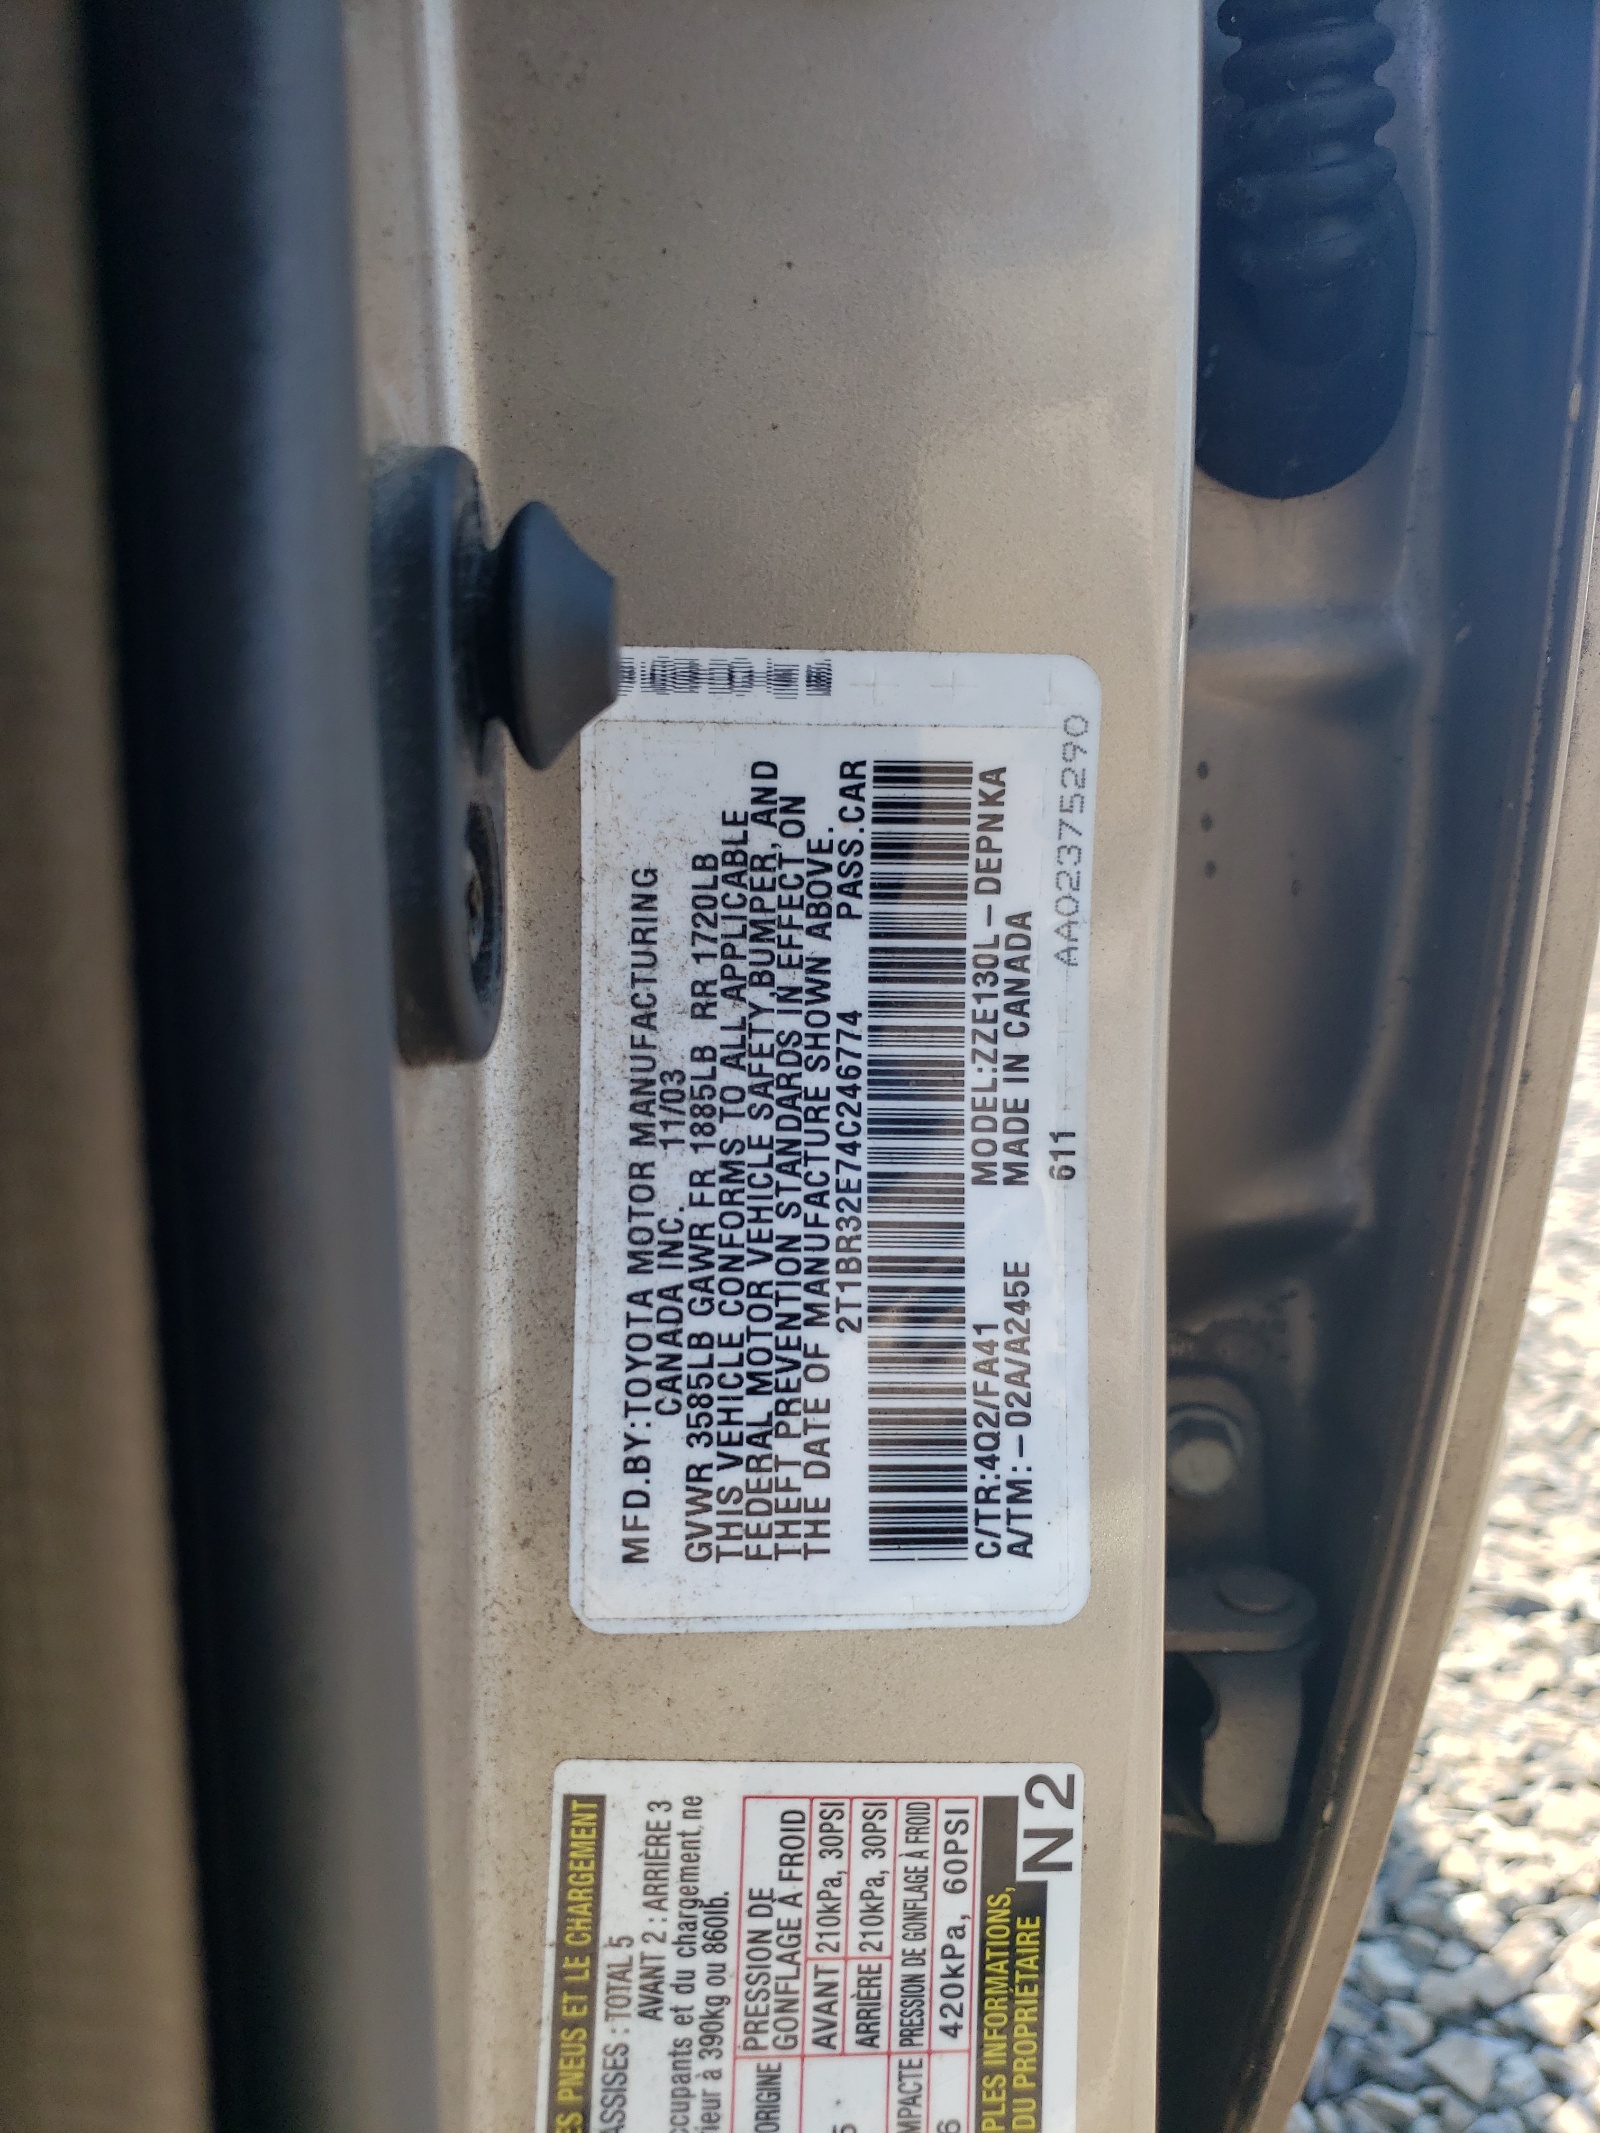 MFD.BY:TOYOTA MOTOR MANUFACTURING
CANADA INC. 11/03
GVWR 3585LB GAWR FR 1885LB RR 1720LB
THIS VEHICLE CONFORMS TO ALL APPLICABLE
FEDERAL MOTOR VEHICLE SAFETY,BUMPER, AND
THEFT PREVENTION STANDARDS IN EFFECT ON
THE DATE OF MANUFACTURE SHOWN ABOVE.
2T1BR32E74C246774 PASS.CAR
C/TR:4Q2/FA41 MODEL:ZZE130L-DEPNKA
A/TM:-02A/A245E MADE IN CANADA
611 AA02375290
PNEUS ET LE CHARGEMENT
ASSISES : TOTAL 5
AVANT 2 : ARRIÈRE 3
et du chargement ne
à 390kg ou 860lb.
ORIGINE PRESSION DE
GONFLAGE À FROID
AVANT 210kPa, 30PSI
ARRIÈRE 210kPa, 30PSI
PRESSION DE GONFLAGE À FROID
420kPa, 60PSI
INFORMATIONS,
DU PROPRIÉTAIRE
N2